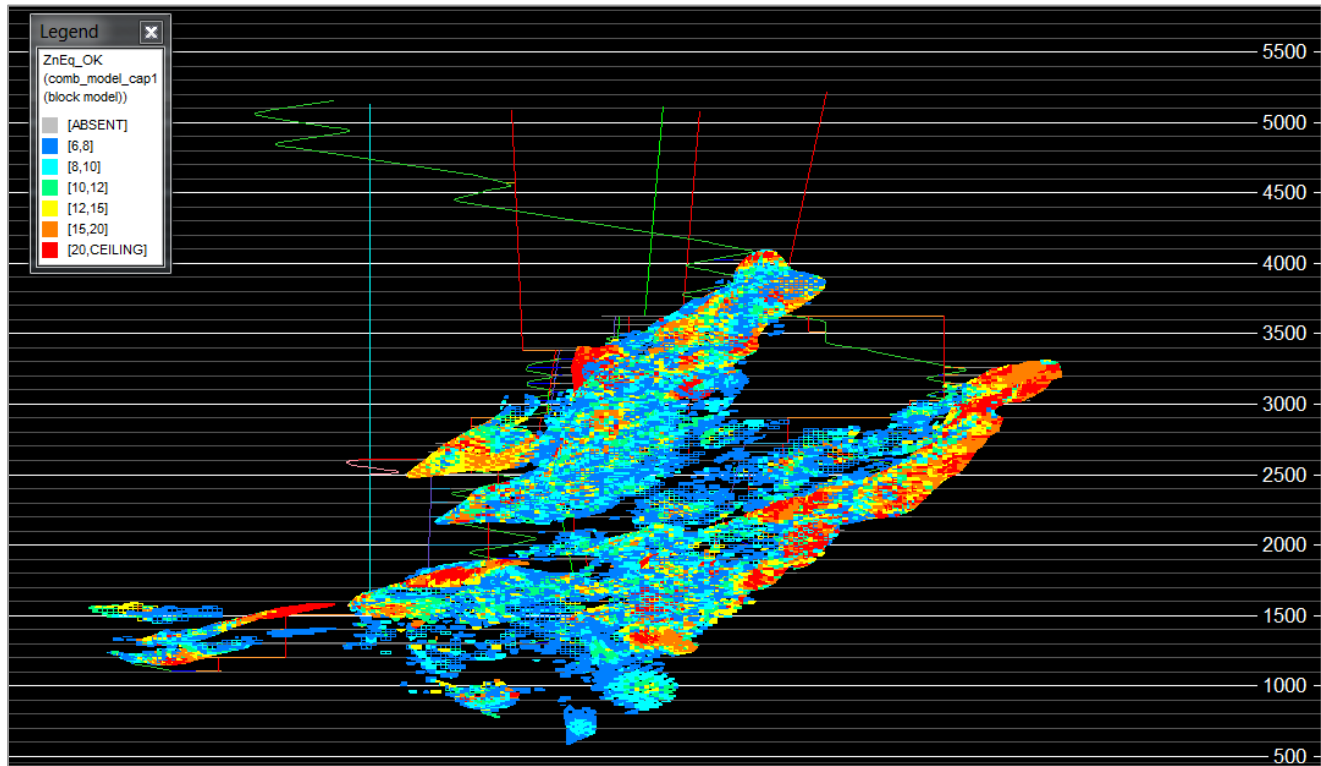 Legend
ZnEq_OK
(comb_model_cap1
(block model))
[ABSENT]
[6,8]
[8,10]
[10,12]
[12,15]
[15,20]
[20,CEILING]
5500
5000
4500
4000
3500
3000
2500
2000
1500
1000
500